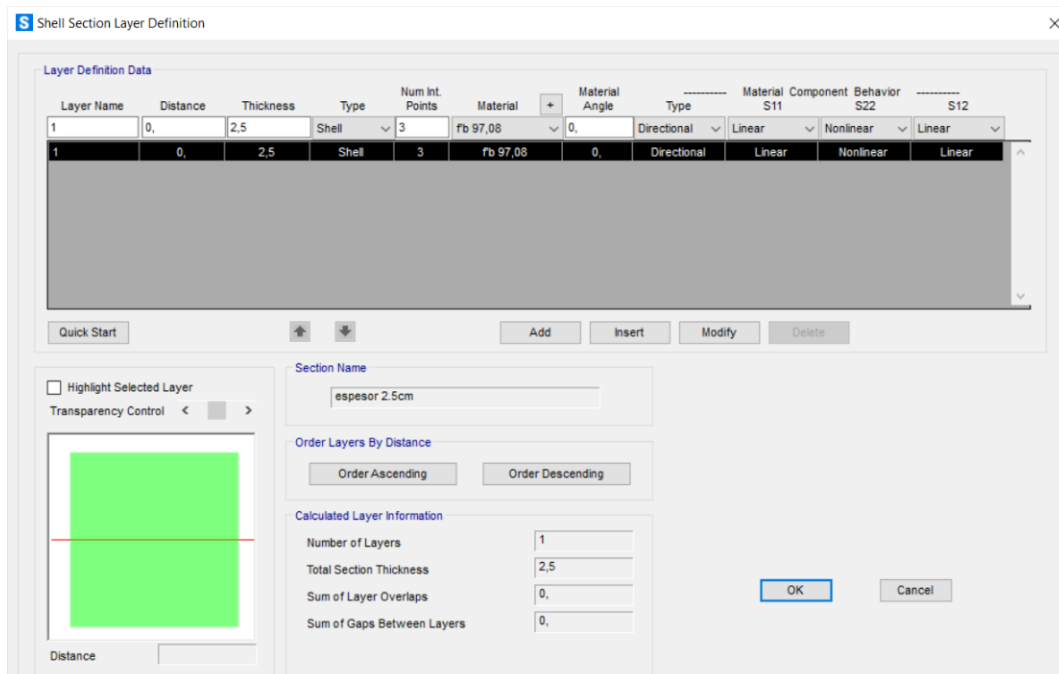 S Shell Section Layer Definition
Layer Definition Data
Num Int. Material ---------- Material Component Behavior ----------
Layer Name Distance Thickness Type Points Material + Angle Type S11 S22 S12
1 0, 2,5 Shell 3 f'b 97,08 0, Directional Linear Nonlinear Linear
1 0, 2,5 Shell 3 f'b 97,08 0, Directional Linear Nonlinear Linear
Quick Start Add Insert Modify Delete
Highlight Selected Layer
Transparency Control < >
Distance
Section Name
espesor 2.5cm
Order Layers By Distance
Order Ascending Order Descending
Calculated Layer Information
Number of Layers 1
Total Section Thickness 2,5
Sum of Layer Overlaps 0,
Sum of Gaps Between Layers 0,
OK Cancel